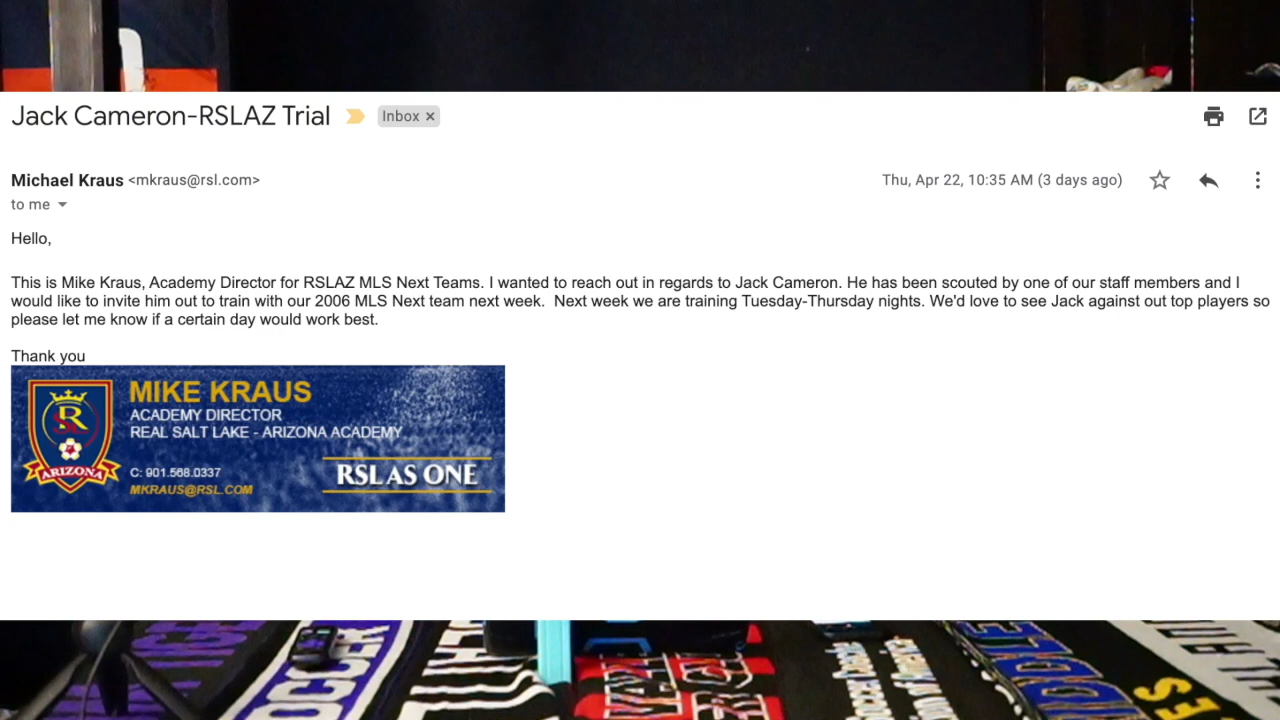 Jack Cameron-RSLAZ Trial
Inbox ×
Michael Kraus <mkraus@rsl.com>
Thu, Apr 22, 10:35 AM (3 days ago)
to me
Hello,
This is Mike Kraus, Academy Director for RSLAZ MLS Next Teams. I wanted to reach out in regards to Jack Cameron. He has been scouted by one of our staff members and I
would like to invite him out to train with our 2006 MLS Next team next week.  Next week we are training Tuesday-Thursday nights. We'd love to see Jack against out top players so
please let me know if a certain day would work best.
Thank you
MIKE KRAUS
ACADEMY DIRECTOR
REAL SALT LAKE - ARIZONA ACADEMY
ARIZONA
C: 901.568.0337
MKRAUS@RSL.COM
RSL AS ONE